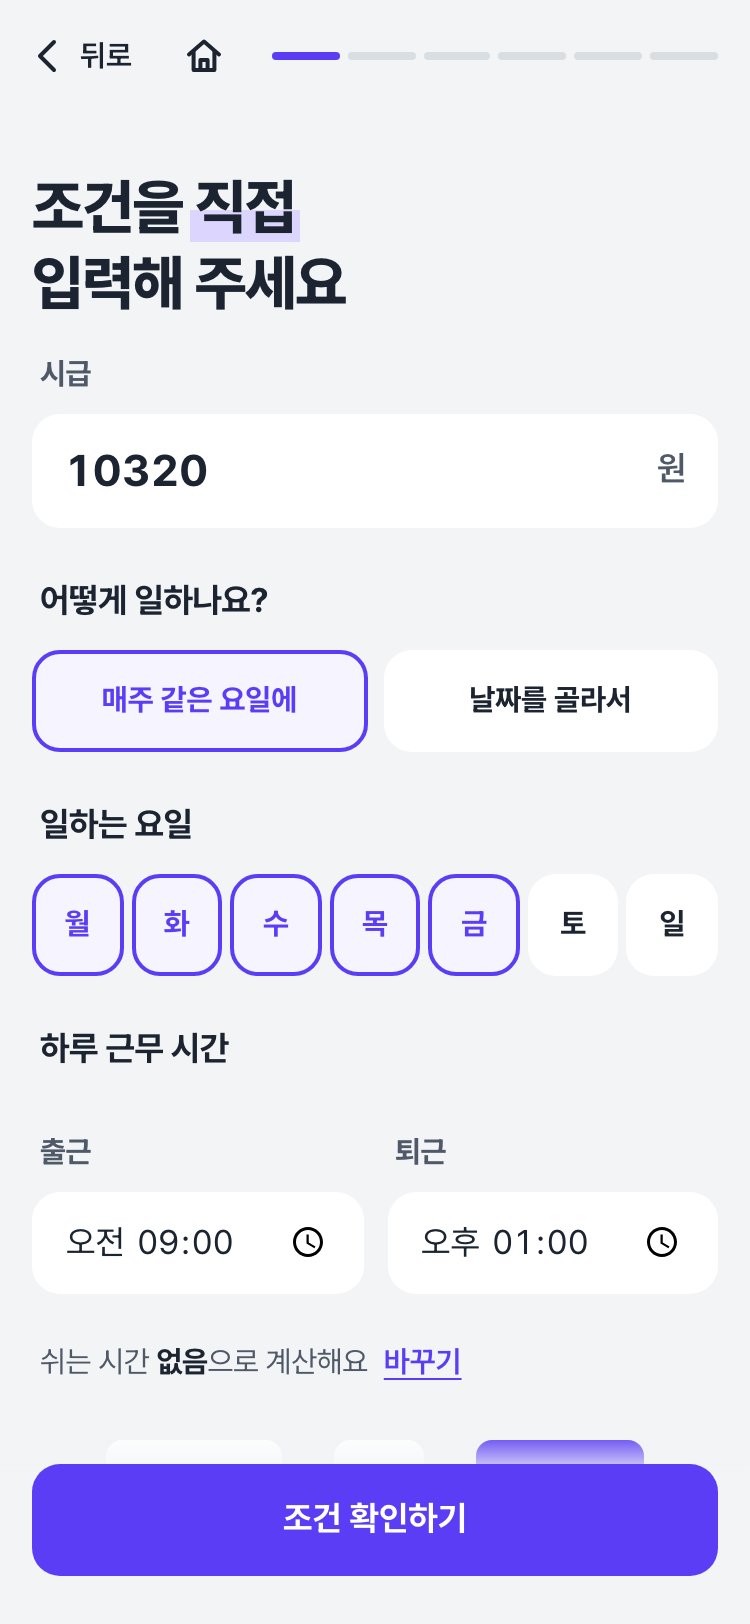 뒤로
조건을 직접
입력해 주세요
시급
10320 원
어떻게 일하나요?
매주 같은 요일에 날짜를 골라서
일하는 요일
월 화 수 목 금 토 일
하루 근무 시간
출근 퇴근
오전 09:00 오후 01:00
쉬는 시간 없음으로 계산해요 바꾸기
조건 확인하기